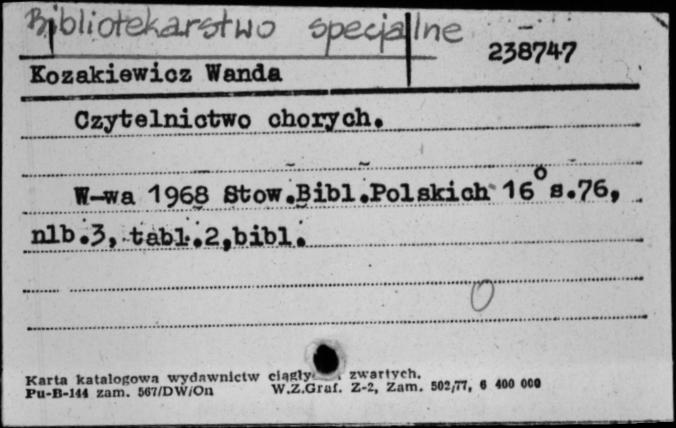 Bibliotekarstwo specjalne
238747
Kozakiewicz Wanda
Czytelnictwo chorych.
W-wa 1968 Stow.Bibl.Polskich 16° s.76,
nlb.3, tabl.2,bibl.
Karta katalogowa wydawnictw zwartych.
Pu-B-144 zam. 567/DW/On W.Z.Graf. Z-2, Zam. 502/77, 6 400 000